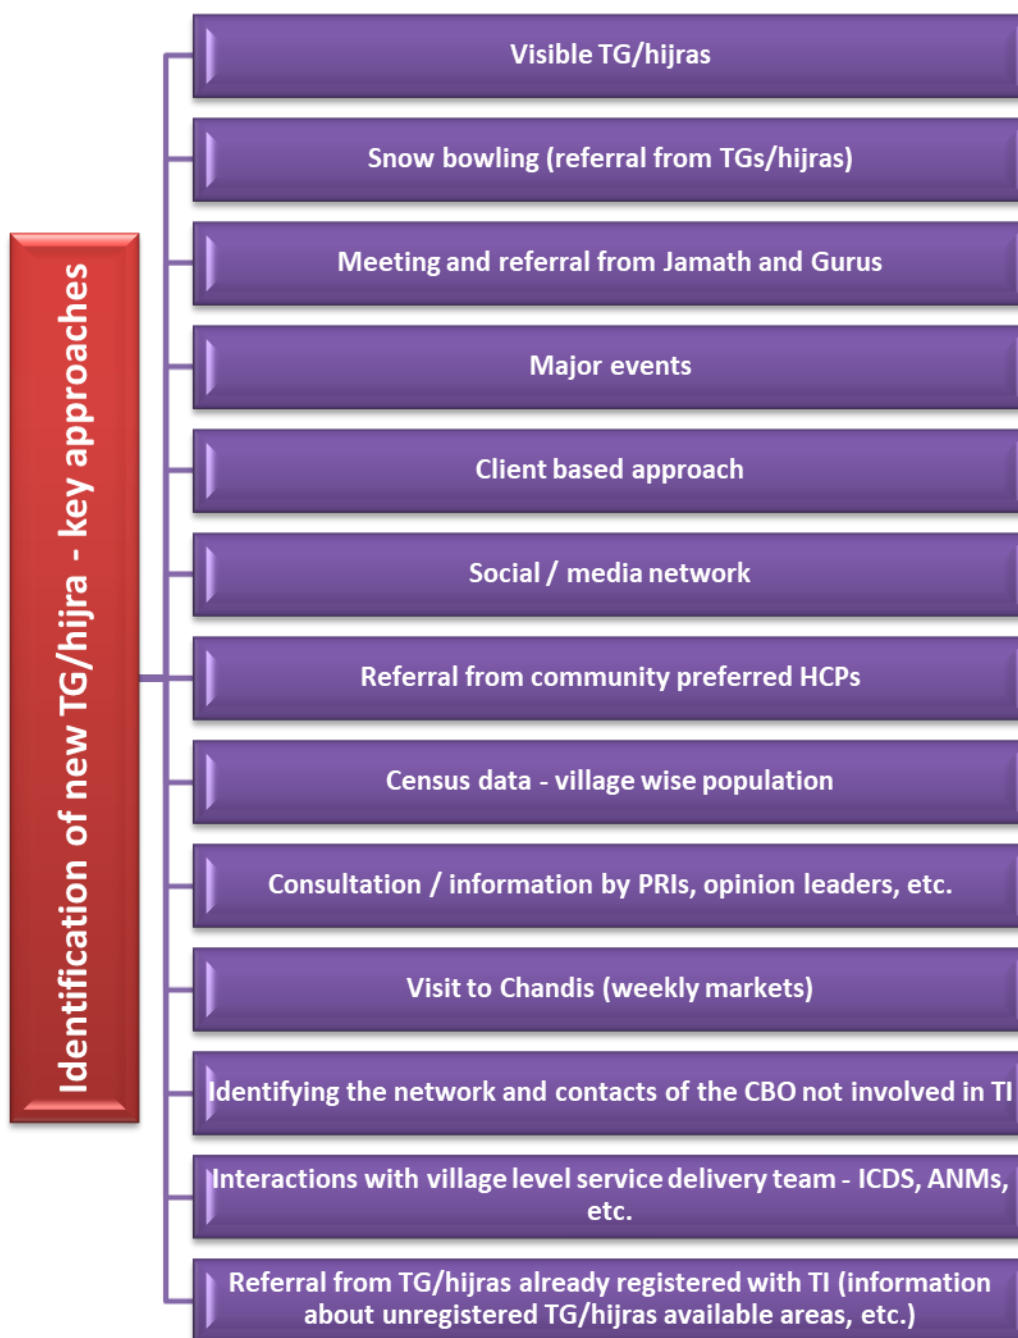 Identification of new TG/hijra - key approaches
Visible TG/hijras
Snow bowling (referral from TGs/hijras)
Meeting and referral from Jamath and Gurus
Major events
Client based approach
Social / media network
Referral from community preferred HCPs
Census data - village wise population
Consultation / information by PRIs, opinion leaders, etc.
Visit to Chandis (weekly markets)
Identifying the network and contacts of the CBO not involved in TI
Interactions with village level service delivery team - ICDS, ANMs,
etc.
Referral from TG/hijras already registered with TI (information
about unregistered TG/hijras available areas, etc.)